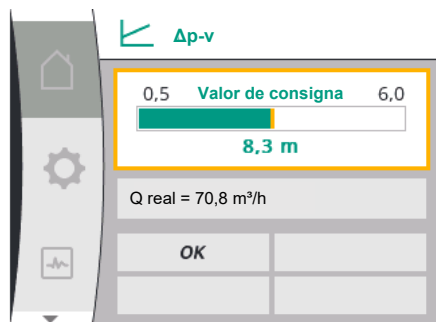 Δp-v
0,5 Valor de consigna 6,0
8,3 m
Q real = 70,8 m³/h
OK